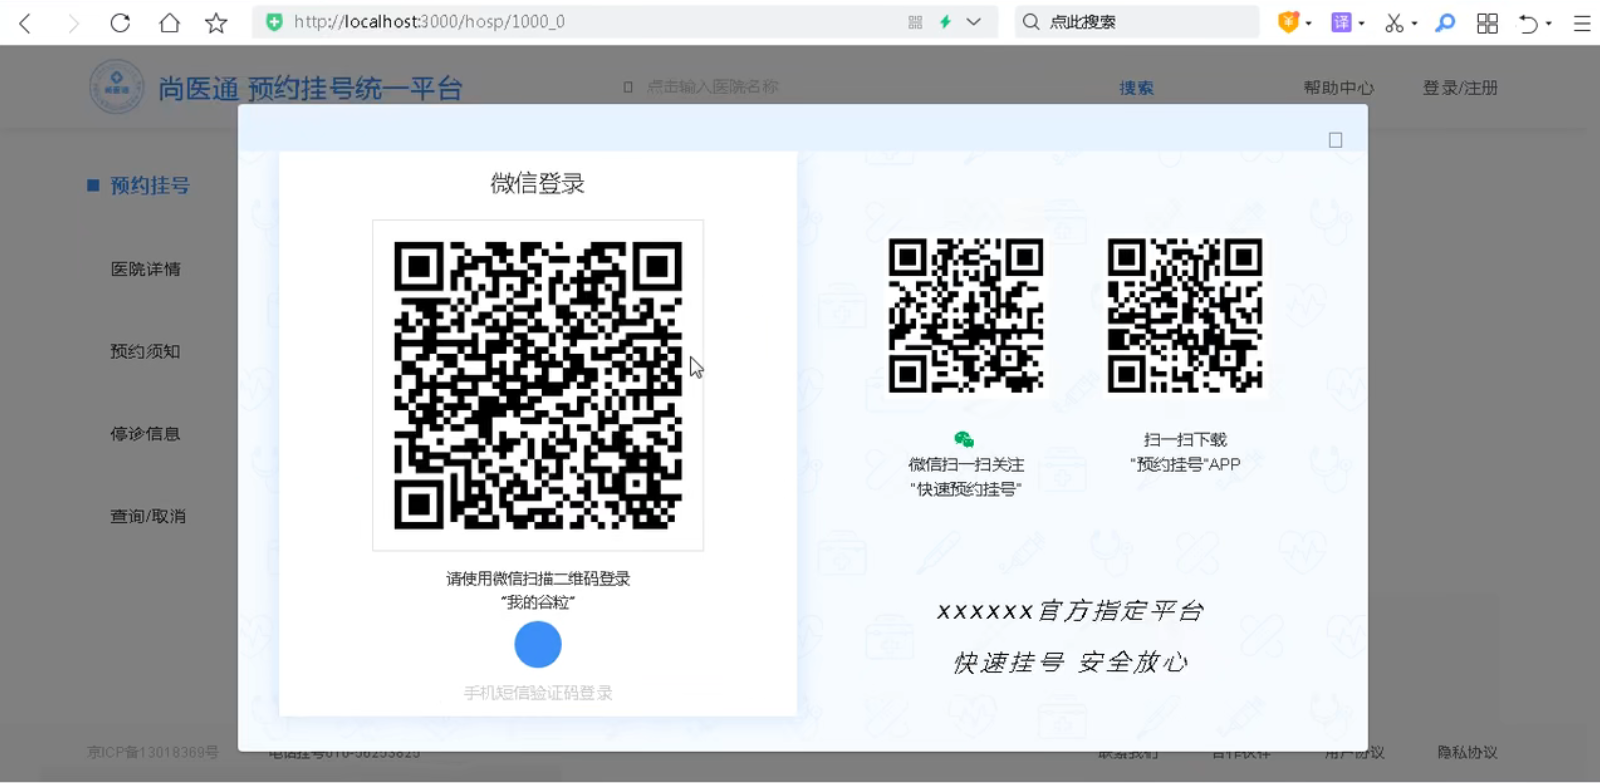 http://localhost:3000/hosp/1000_0
点此搜索
译
尚医通 预约挂号统一平台
点击输入医院名称
搜索
帮助中心
登录/注册
预约挂号
医院详情
预约须知
停诊信息
查询/取消
微信登录
请使用微信扫描二维码登录
“我的谷粒”
手机短信验证码登录
微信扫一扫关注
“快速预约挂号”
扫一扫下载
“预约挂号”APP
xxxxxx官方指定平台
快速挂号 安全放心
京ICP备13018369号
电话挂号010-56253825
联系我们
合作伙伴
用户协议
隐私协议